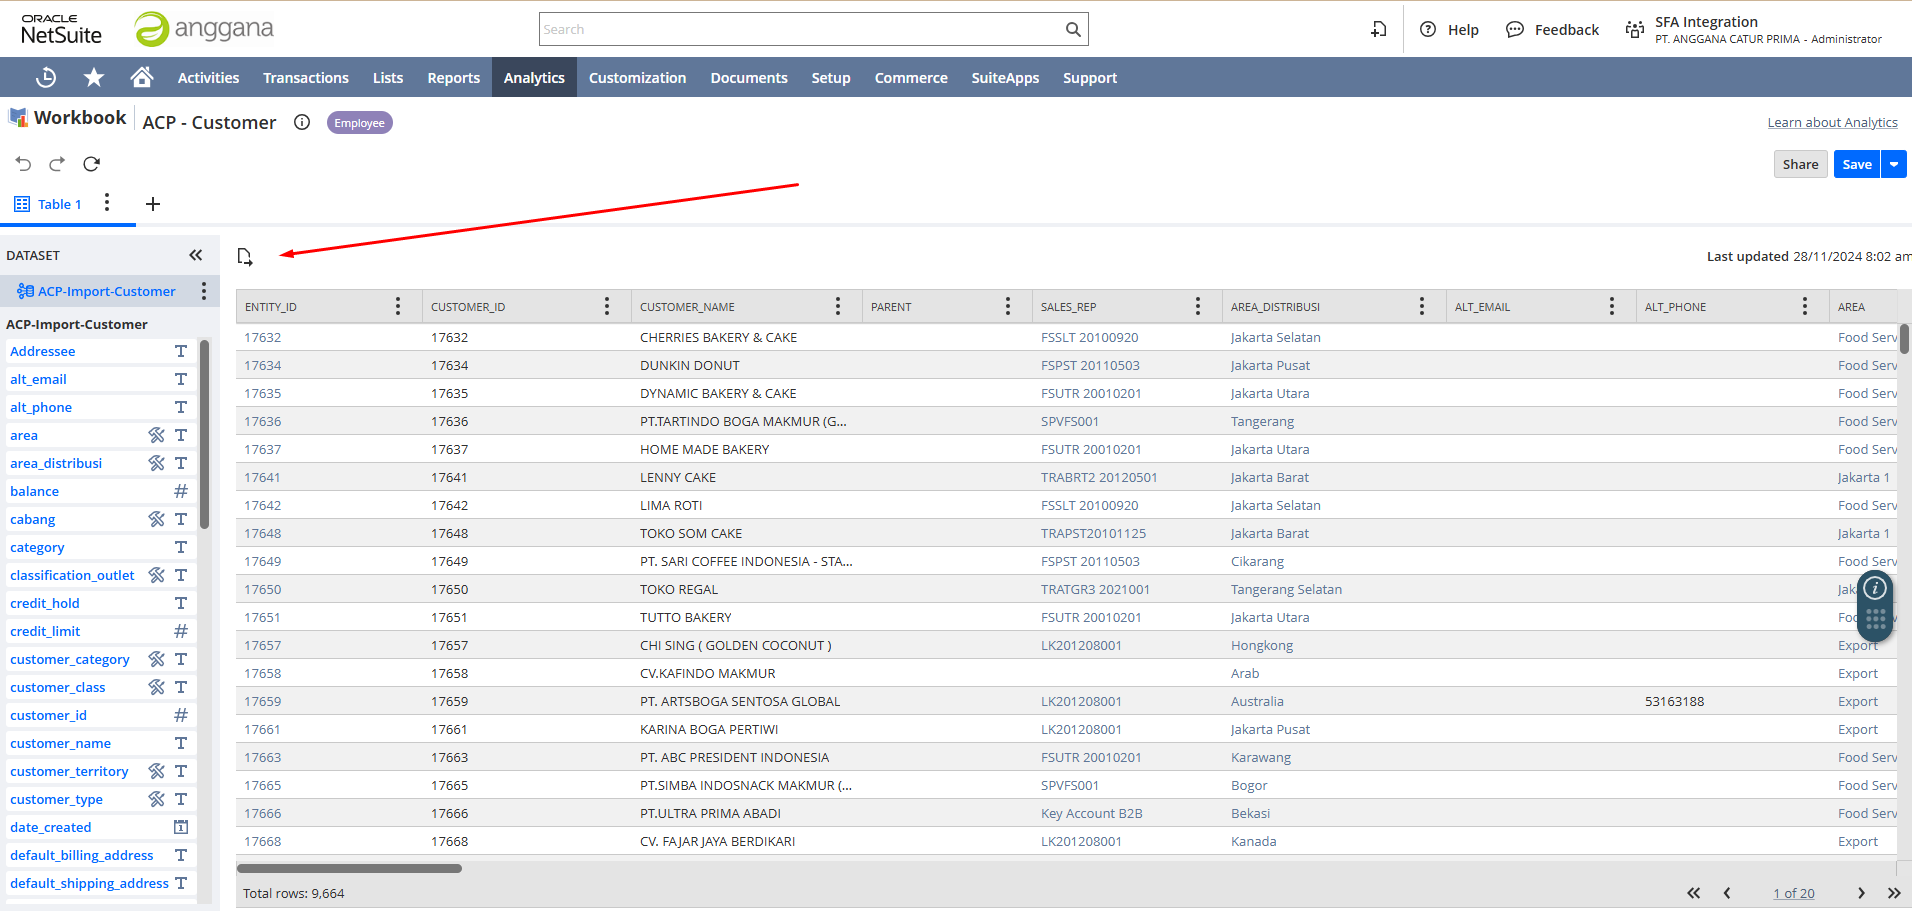 ORACLE
NetSuite
anggana
Search
Help
Feedback
SFA Integration
PT. ANGGANA CATUR PRIMA - Administrator
Activities Transactions Lists Reports Analytics Customization Documents Setup Commerce SuiteApps Support
Workbook ACP - Customer Employee
Learn about Analytics
Share Save
Table 1
DATASET
Last updated 28/11/2024 8:02 am
ACP-Import-Customer
ACP-Import-Customer
Addressee
alt_email
alt_phone
area
area_distribusi
balance
cabang
category
classification_outlet
credit_hold
credit_limit
customer_category
customer_class
customer_id
customer_name
customer_territory
customer_type
date_created
default_billing_address
default_shipping_address
ENTITY_ID CUSTOMER_ID CUSTOMER_NAME PARENT SALES_REP AREA_DISTRIBUSI ALT_EMAIL ALT_PHONE AREA
17632 17632 CHERRIES BAKERY & CAKE FSSLT 20100920 Jakarta Selatan Food Serv
17634 17634 DUNKIN DONUT FSPST 20110503 Jakarta Pusat Food Serv
17635 17635 DYNAMIC BAKERY & CAKE FSUTR 20010201 Jakarta Utara Food Serv
17636 17636 PT.TARTINDO BOGA MAKMUR (G... SPVFS001 Tangerang Food Serv
17637 17637 HOME MADE BAKERY FSUTR 20010201 Jakarta Utara Food Serv
17641 17641 LENNY CAKE TRABRT2 20120501 Jakarta Barat Jakarta 1
17642 17642 LIMA ROTI FSSLT 20100920 Jakarta Selatan Food Serv
17648 17648 TOKO SOM CAKE TRAPST20101125 Jakarta Barat Jakarta 1
17649 17649 PT. SARI COFFEE INDONESIA - STA... FSPST 20110503 Cikarang Food Serv
17650 17650 TOKO REGAL TRATGR3 2021001 Tangerang Selatan Jak
17651 17651 TUTTO BAKERY FSUTR 20010201 Jakarta Utara Foo
17657 17657 CHI SING ( GOLDEN COCONUT ) LK201208001 Hongkong Export
17658 17658 CV.KAFINDO MAKMUR Arab Export
17659 17659 PT. ARTSBOGA SENTOSA GLOBAL LK201208001 Australia 53163188 Export
17661 17661 KARINA BOGA PERTIWI LK201208001 Jakarta Pusat Export
17663 17663 PT. ABC PRESIDENT INDONESIA FSUTR 20010201 Karawang Food Serv
17665 17665 PT.SIMBA INDOSNACK MAKMUR (... SPVFS001 Bogor Food Serv
17666 17666 PT.ULTRA PRIMA ABADI Key Account B2B Bekasi Food Serv
17668 17668 CV. FAJAR JAYA BERDIKARI LK201208001 Kanada Export
Total rows: 9,664
1 of 20